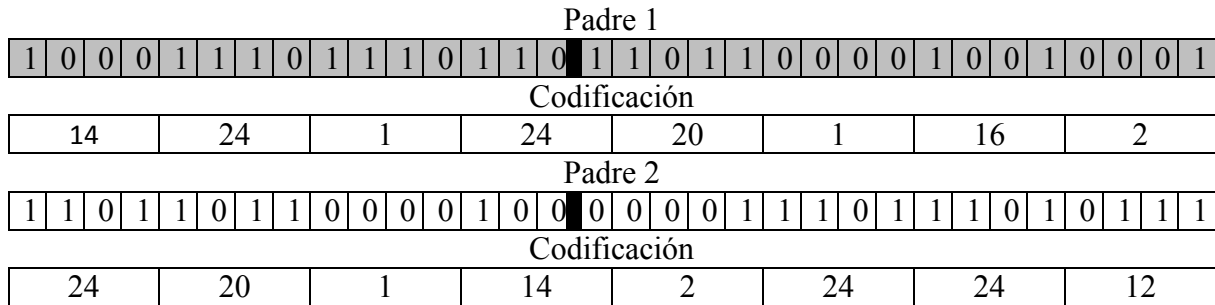 Padre 1
1 0 0 0 1 1 1 0 1 1 1 0 1 1 0 1 1 0 1 1 0 0 0 0 1 0 0 1 0 0 0 1
Codificación
14 24 1 24 20 1 16 2
Padre 2
1 1 0 1 1 0 1 1 0 0 0 0 1 0 0 0 0 0 0 1 1 1 0 1 1 1 0 1 0 1 1 1
Codificación
24 20 1 14 2 24 24 12